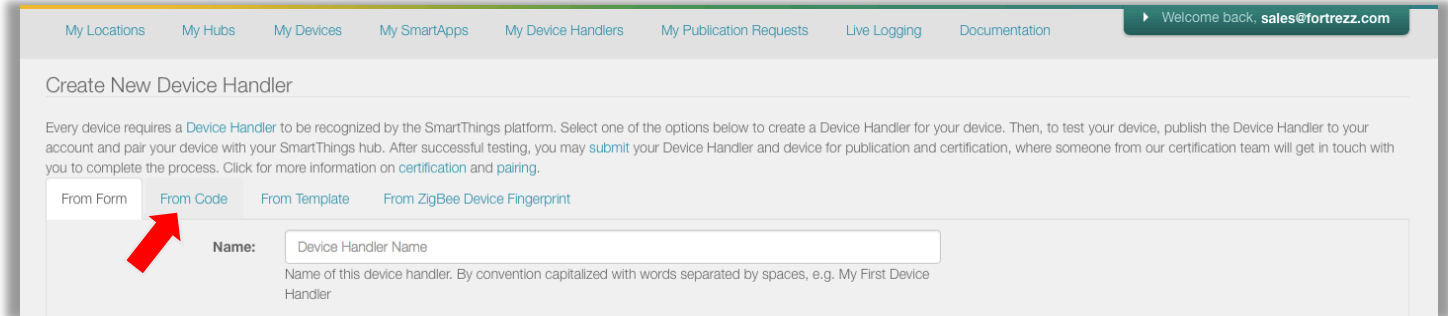 My Locations My Hubs My Devices My SmartApps My Device Handlers My Publication Requests Live Logging Documentation Welcome back, sales@fortrezz.com
Create New Device Handler
Every device requires a Device Handler to be recognized by the SmartThings platform. Select one of the options below to create a Device Handler for your device. Then, to test your device, publish the Device Handler to your
account and pair your device with your SmartThings hub. After successful testing, you may submit your Device Handler and device for publication and certification, where someone from our certification team will get in touch with
you to complete the process. Click for more information on certification and pairing.
From Form From Code From Template From ZigBee Device Fingerprint
Name: Device Handler Name
Name of this device handler. By convention capitalized with words separated by spaces, e.g. My First Device
Handler